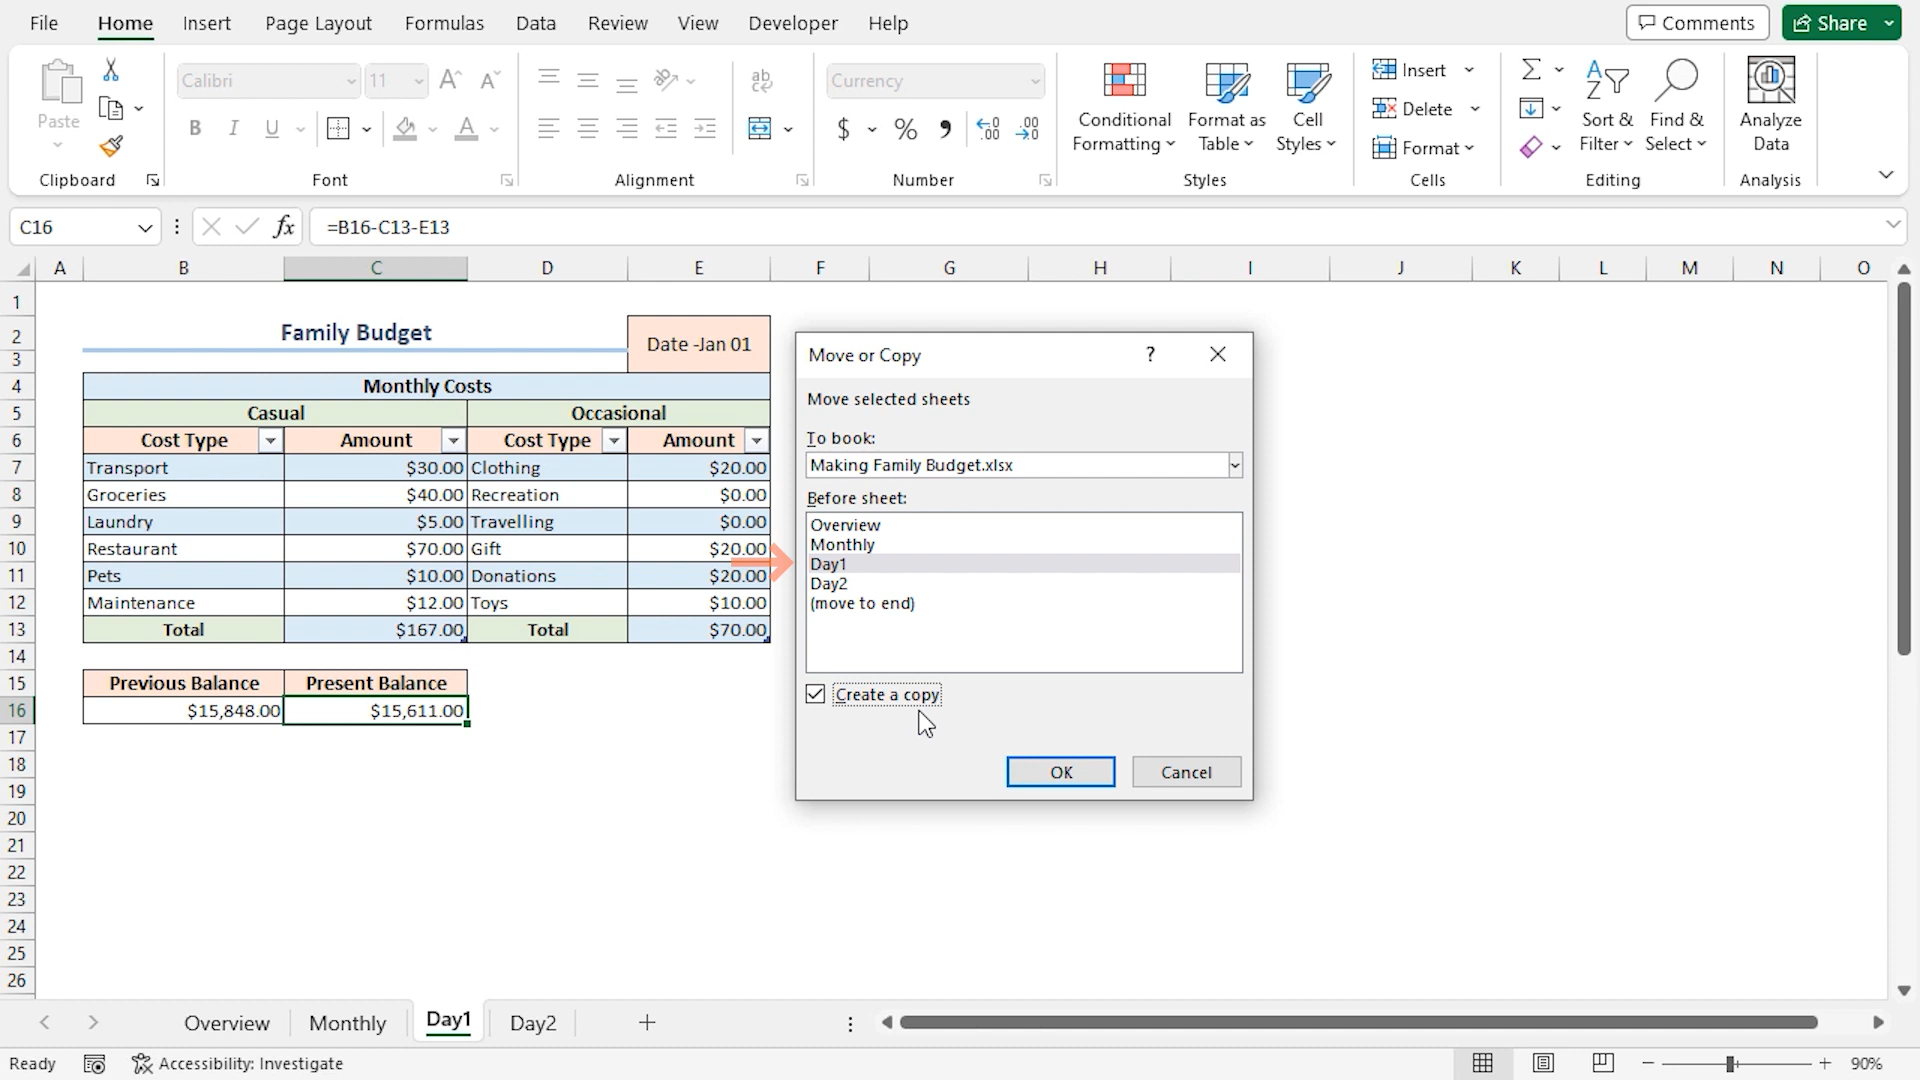 File Home Insert Page Layout Formulas Data Review View Developer Help Comments Share
Paste
Clipboard
Calibri 11
B I U A
Font
ab
Alignment
Currency
$ % 9 .00 .00
Number
Conditional Formatting
Format as Table
Cell Styles
Styles
Insert
Delete
Format
Cells
Sort & Filter
Find & Select
Editing
Analyze Data
Analysis
C16 fx =B16-C13-E13
A B C D E F G H I J K L M N O
1
2 Family Budget Date -Jan 01
3
4 Monthly Costs
5 Casual Occasional
6 Cost Type Amount Cost Type Amount
7 Transport $30.00 Clothing $20.00
8 Groceries $40.00 Recreation $0.00
9 Laundry $5.00 Travelling $0.00
10 Restaurant $70.00 Gift $20.00
11 Pets $10.00 Donations $20.00
12 Maintenance $12.00 Toys $10.00
13 Total $167.00 Total $70.00
14
15 Previous Balance Present Balance
16 $15,848.00 $15,611.00
17
18
19
20
21
22
23
24
25
26
Move or Copy ?
Move selected sheets
To book:
Making Family Budget.xlsx
Before sheet:
Overview
Monthly
Day1
Day2
(move to end)
Create a copy
OK Cancel
Overview Monthly Day1 Day2 +
Ready Accessibility: Investigate 90%